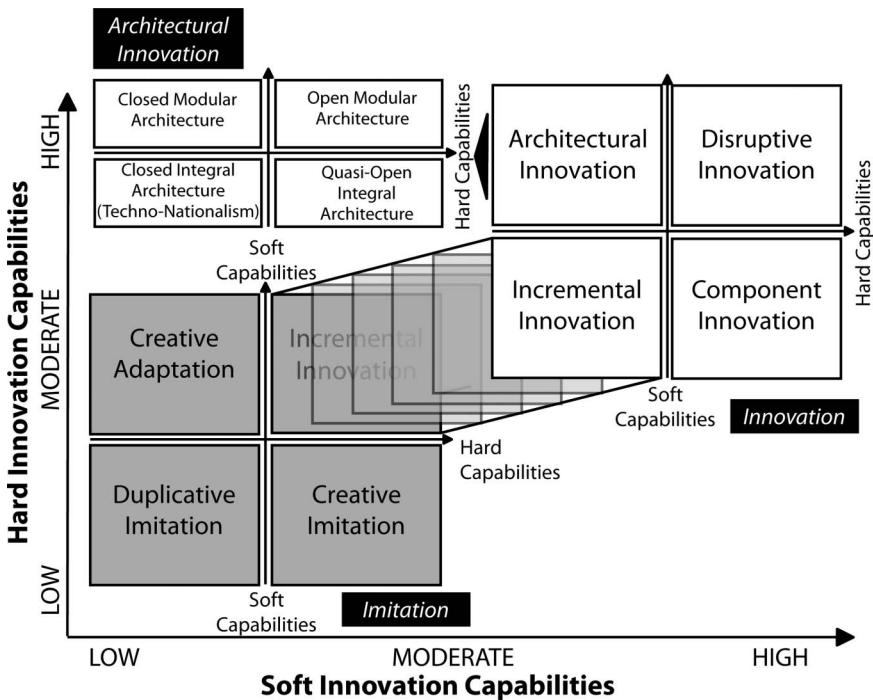 Architectural
Innovation
Closed Modular
Architecture
Open Modular
Architecture
Closed Integral
Architecture
(Techno-Nationalism)
Quasi-Open
Integral
Architecture
Hard Capabilities
Soft
Capabilities
Architectural
Innovation
Disruptive
Innovation
Incremental
Innovation
Component
Innovation
Hard Capabilities
Soft
Capabilities
Innovation
Creative
Adaptation
Incremental
Innovation
Duplicative
Imitation
Creative
Imitation
Hard
Capabilities
Soft
Capabilities
Imitation
Hard Innovation Capabilities
HIGH
MODERATE
LOW
LOW
MODERATE
HIGH
Soft Innovation Capabilities